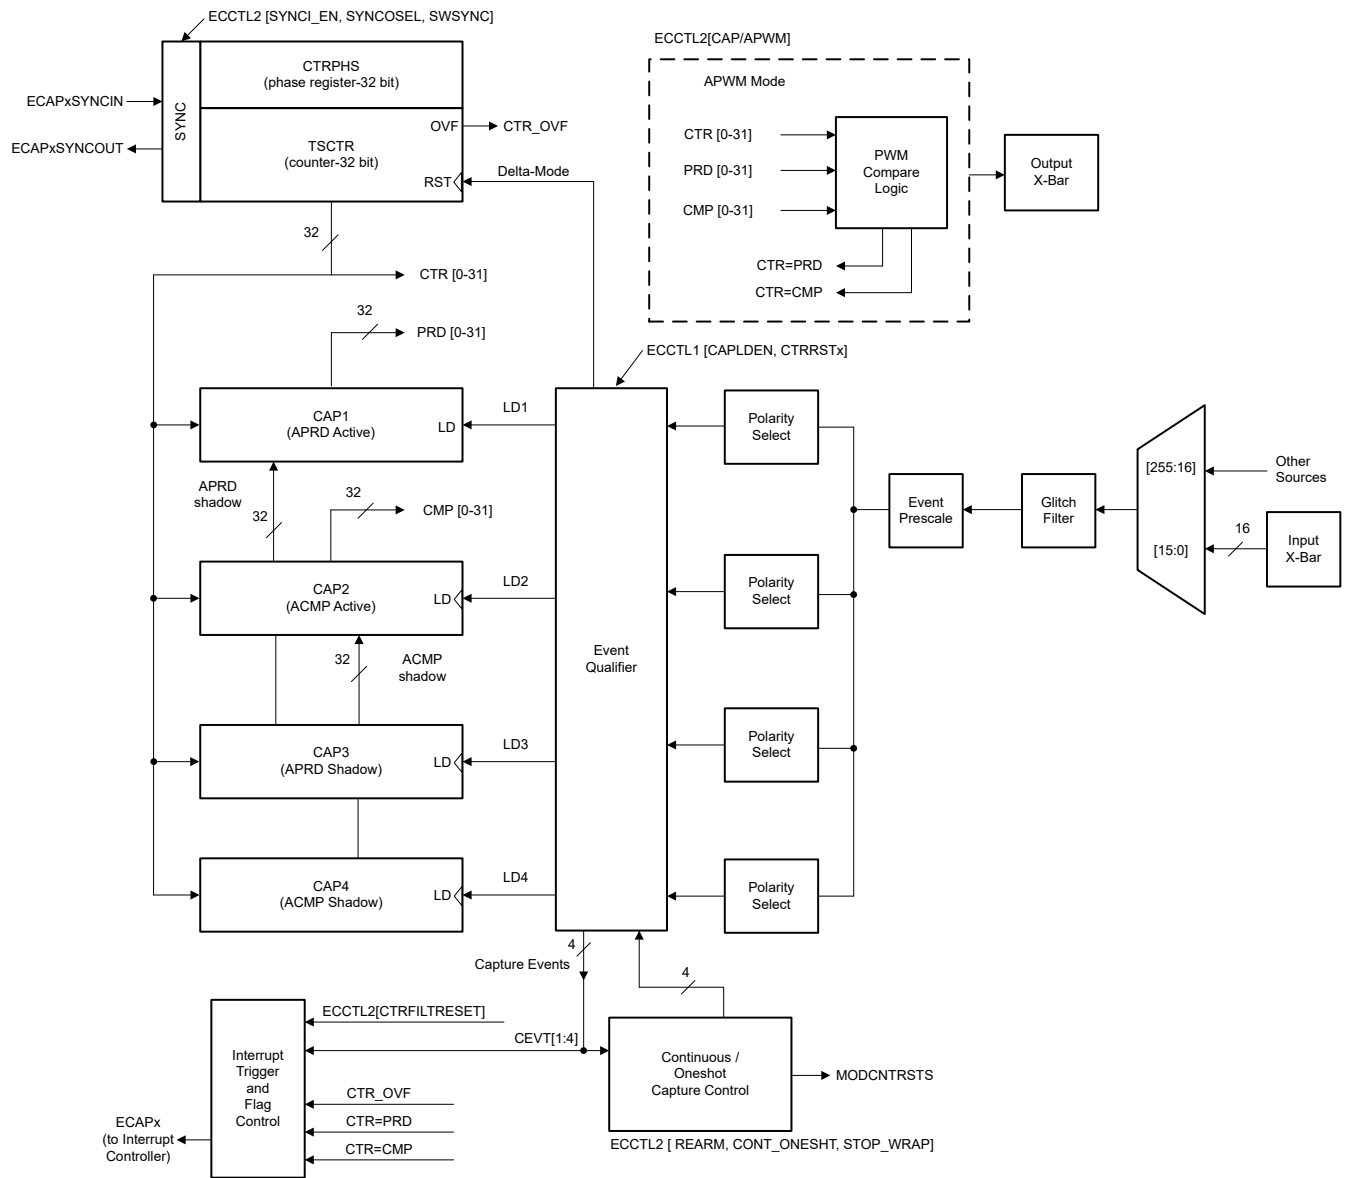 ECCTL2 [SYNCI_EN, SYNCOSEL, SWSYNC]
ECCTL2[CAP/APWM]
CTRPHS
(phase register-32 bit)
APWM Mode
ECAPxSYNCIN
SYNC
OVF
CTR_OVF
CTR [0-31]
ECAPxSYNCOUT
TSCTR
(counter-32 bit)
PWM
Compare
Logic
Output
X-Bar
RST
Delta-Mode
PRD [0-31]
CMP [0-31]
32
CTR [0-31]
CTR=PRD
CTR=CMP
32
PRD [0-31]
ECCTL1 [CAPLDEN, CTRRSTx]
CAP1
(APRD Active)
LD
LD1
Polarity
Select
APRD
shadow
32
32
CMP [0-31]
Event
Prescale
Glitch
Filter
[255:16]
Other
Sources
[15:0]
16
Input
X-Bar
CAP2
(ACMP Active)
LD
LD2
Polarity
Select
32
ACMP
shadow
Event
Qualifier
CAP3
(APRD Shadow)
LD
LD3
Polarity
Select
CAP4
(ACMP Shadow)
LD
LD4
Polarity
Select
4
Capture Events
4
ECCTL2[CTRFILTRESET]
CEVT[1:4]
Interrupt
Trigger
and
Flag
Control
Continuous /
Oneshot
Capture Control
MODCNTRSTS
CTR_OVF
CTR=PRD
CTR=CMP
ECAPx
(to Interrupt
Controller)
ECCTL2 [ REARM, CONT_ONESHT, STOP_WRAP]